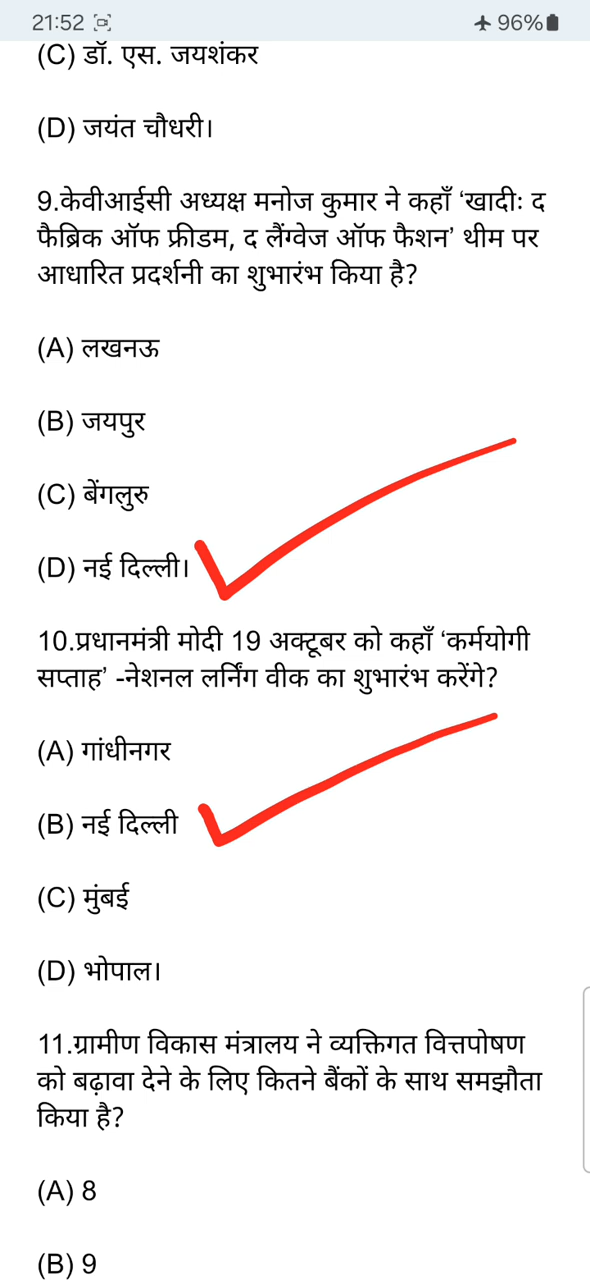 21:52 96%
(C) डॉ. एस. जयशंकर
(D) जयंत चौधरी।
9.केवीआईसी अध्यक्ष मनोज कुमार ने कहाँ ‘खादीः द
फैब्रिक ऑफ फ्रीडम, द लैंग्वेज ऑफ फैशन’ थीम पर
आधारित प्रदर्शनी का शुभारंभ किया है?
(A) लखनऊ
(B) जयपुर
(C) बेंगलुरु
(D) नई दिल्ली।
10.प्रधानमंत्री मोदी 19 अक्टूबर को कहाँ ‘कर्मयोगी
सप्ताह’ -नेशनल लर्निंग वीक का शुभारंभ करेंगे?
(A) गांधीनगर
(B) नई दिल्ली
(C) मुंबई
(D) भोपाल।
11.ग्रामीण विकास मंत्रालय ने व्यक्तिगत वित्तपोषण
को बढ़ावा देने के लिए कितने बैंकों के साथ समझौता
किया है?
(A) 8
(B) 9